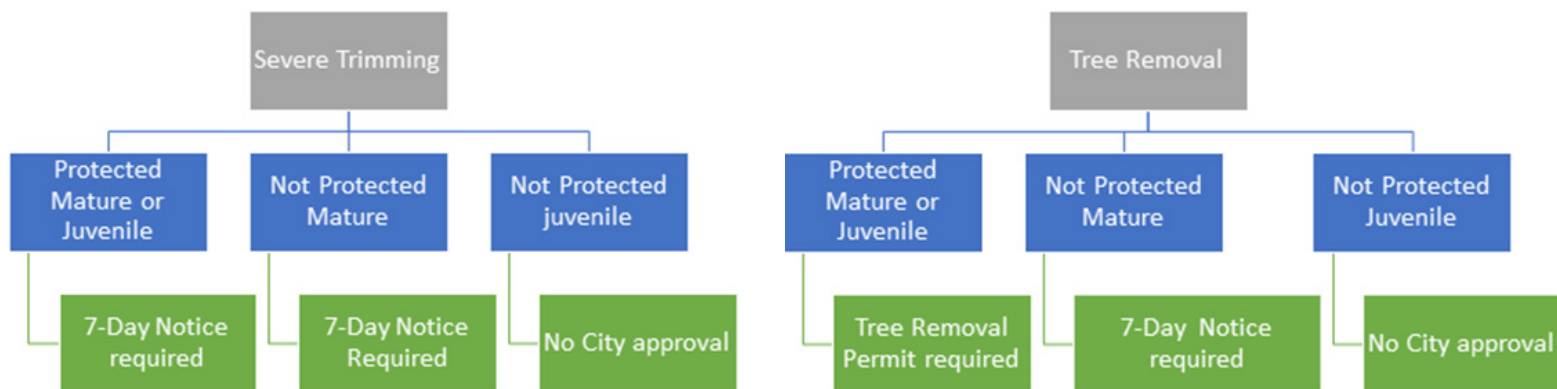 Severe Trimming
Protected
Mature or
Juvenile
Not Protected
Mature
Not Protected
juvenile
7-Day Notice
required
7-Day Notice
Required
No City approval
Tree Removal
Protected
Mature or
Juvenile
Not Protected
Mature
Not Protected
Juvenile
Tree Removal
Permit required
7-Day Notice
required
No City approval